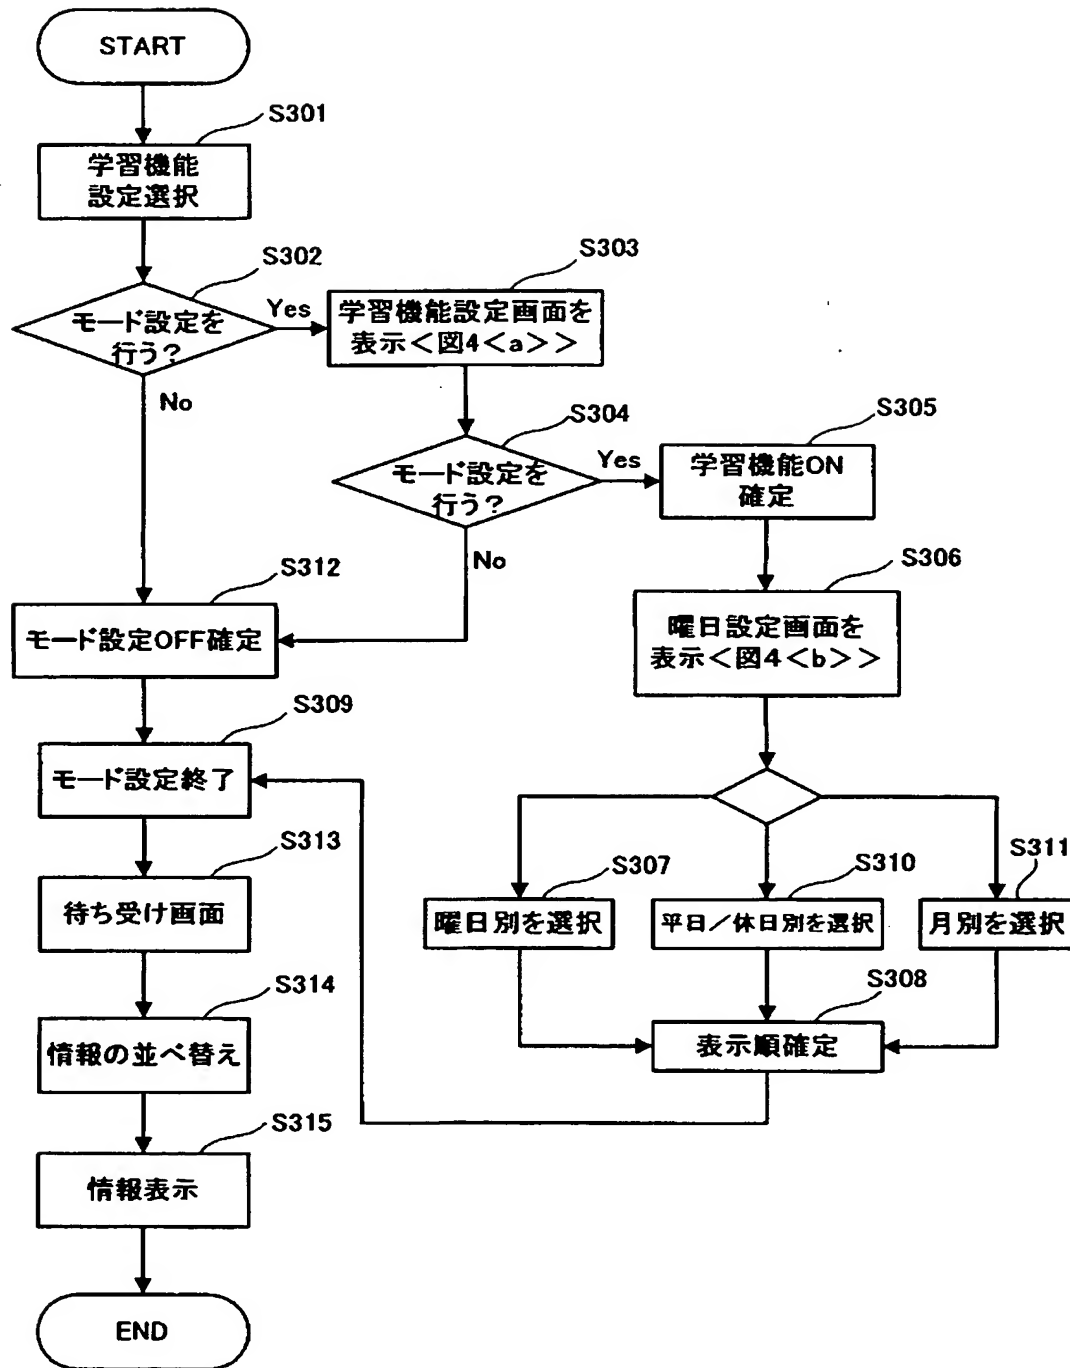 START
S301
学習機能
設定選択
S302
モード設定を
行う?
Yes
No
S303
学習機能設定画面を
表示<図4<a>>
S304
モード設定を
行う?
Yes
No
S305
学習機能ON
確定
S306
曜日設定画面を
表示<図4<b>>
S307
曜日別を選択
S310
平日/休日別を選択
S311
月別を選択
S308
表示順確定
S312
モード設定OFF確定
S309
モード設定終了
S313
待ち受け画面
S314
情報の並べ替え
S315
情報表示
END